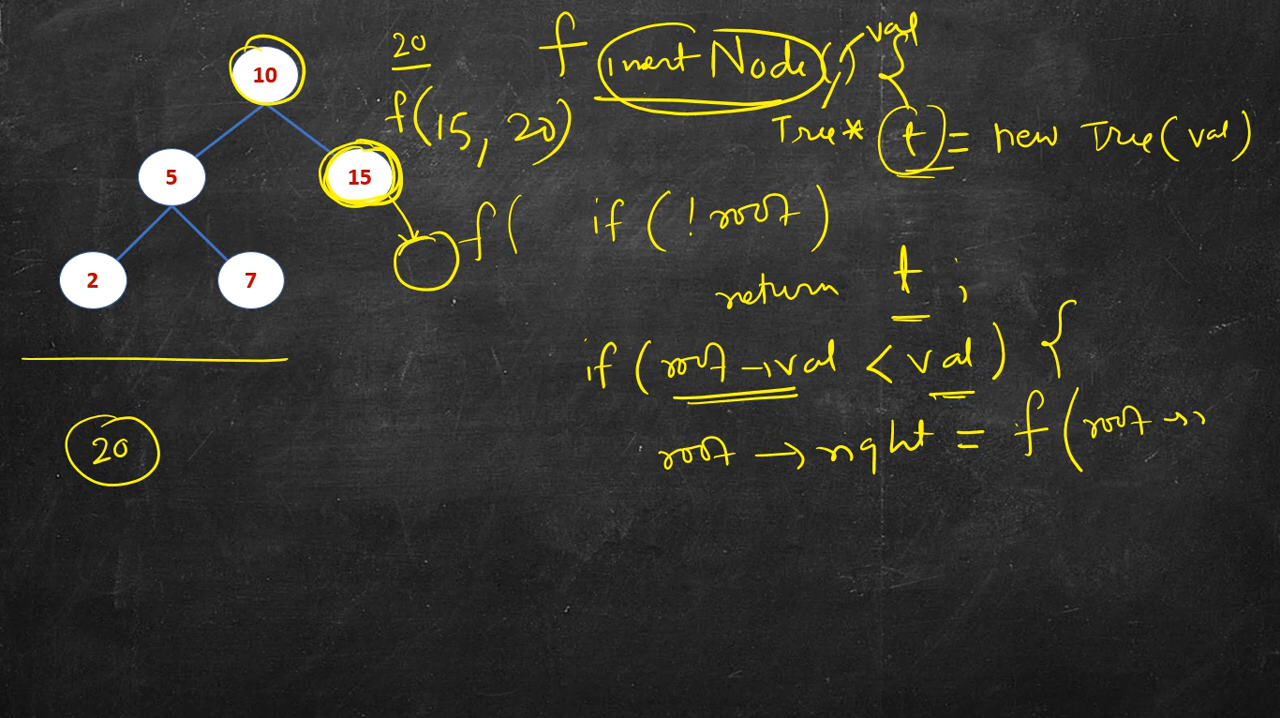 10
5
15
2
7
20
20
f(15, 20)
f(
f insert Node(, val) {
Tree* t = new Tree(val)
if (!root)
return t;
if (root→val < val) {
root → right = f(root →